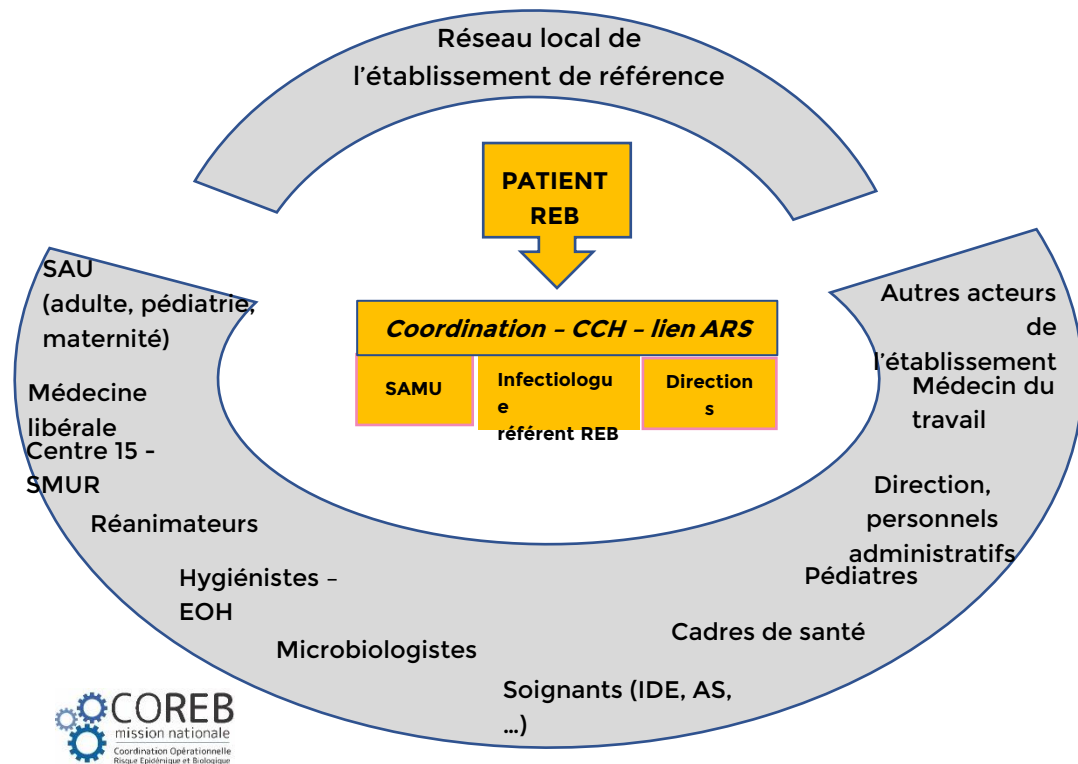 Réseau local de
l'établissement de référence
PATIENT
REB
Coordination – CCH – lien ARS
SAMU
Infectiologu
e
référent REB
Direction
s
SAU
(adulte, pédiatrie,
maternité)
Médecine
libérale
Centre 15 -
SMUR
Réanimateurs
Hygiénistes –
EOH
Microbiologistes
Soignants (IDE, AS,
…)
Cadres de santé
Pédiatres
Direction,
personnels
administratifs
Médecin du
travail
Autres acteurs
de
l'établissement
COREB
mission nationale
Coordination Opérationnelle
Risque Epidémique et Biologique